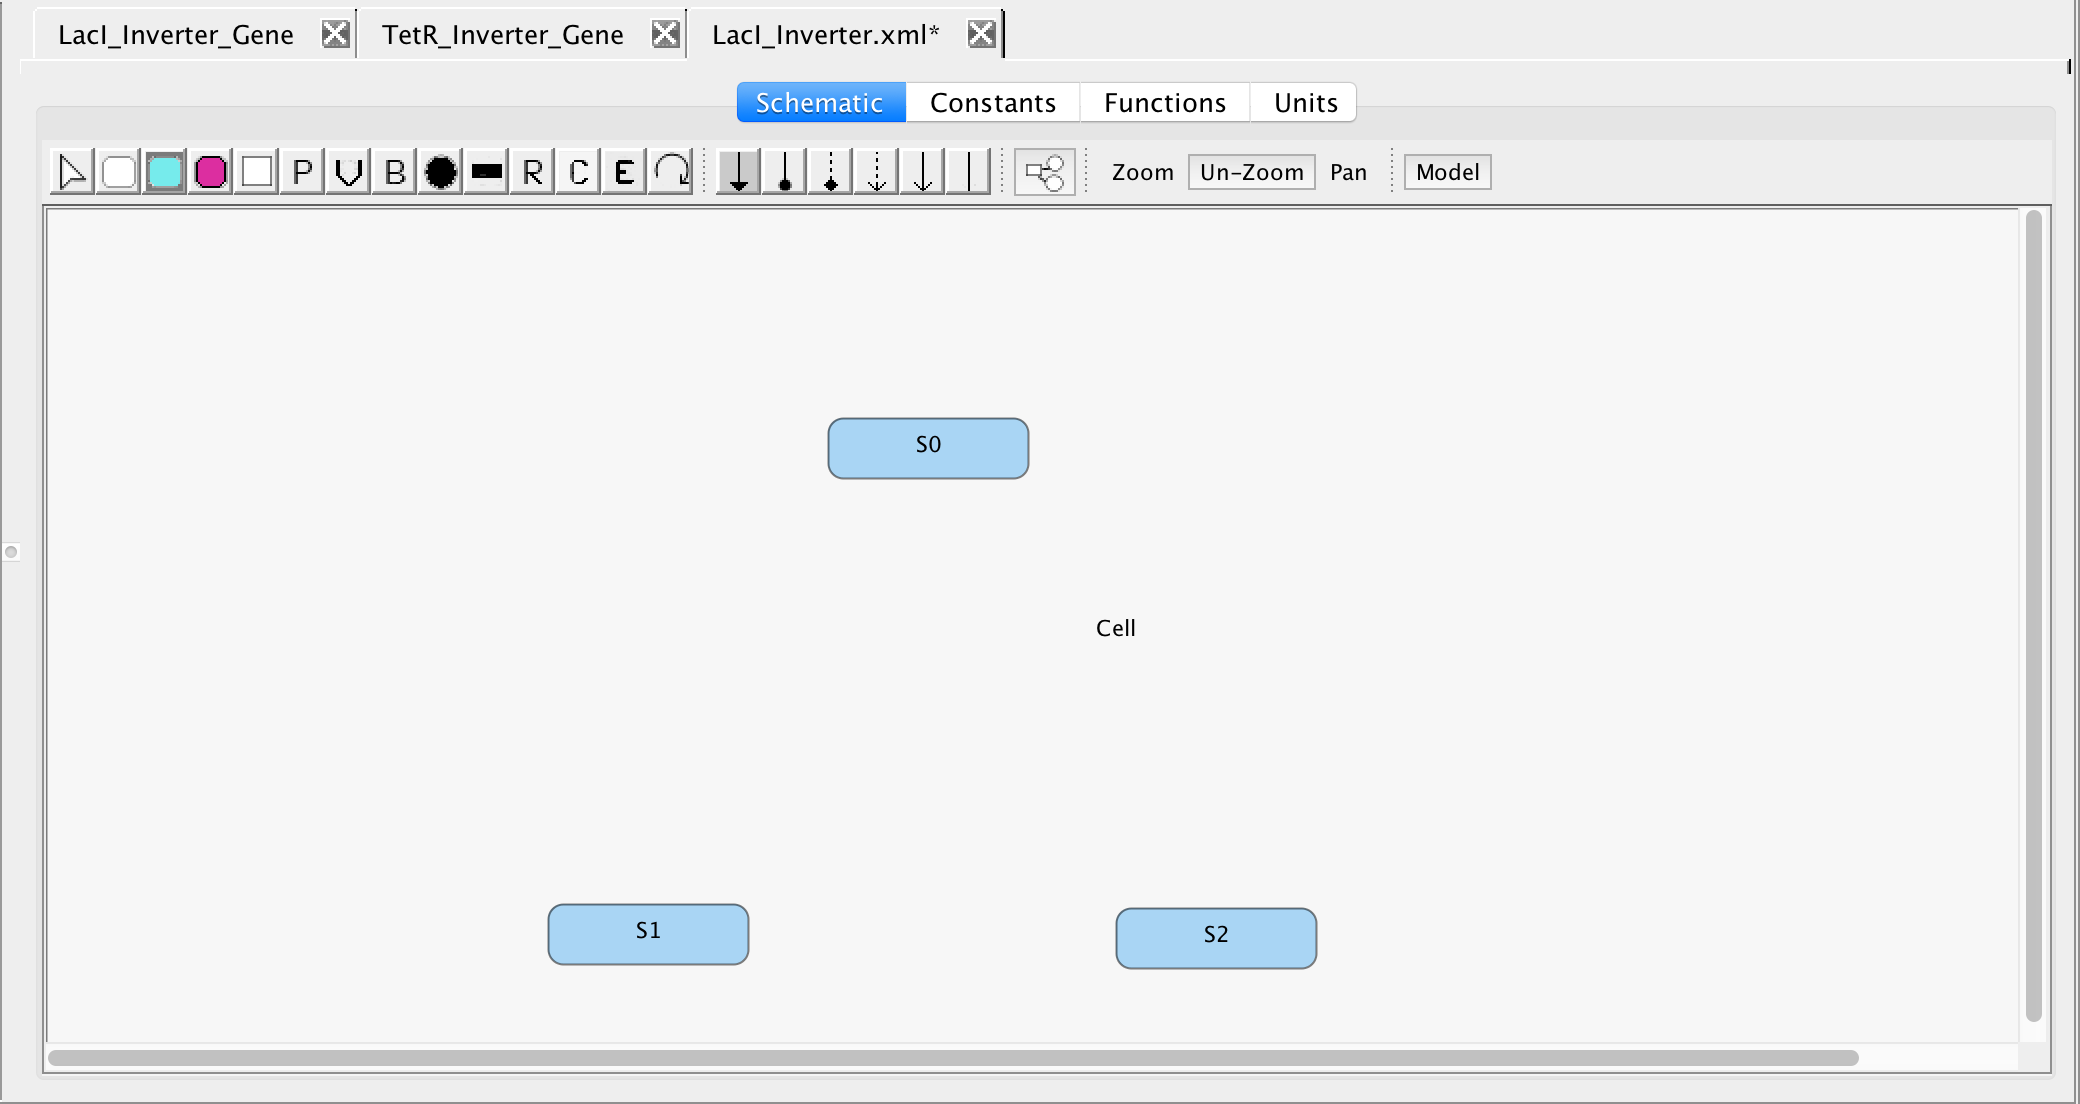 LacI_Inverter_Gene TetR_Inverter_Gene LacI_Inverter.xml*
Schematic Constants Functions Units
P V B R C E Zoom Un-Zoom Pan Model
S0
Cell
S1 S2